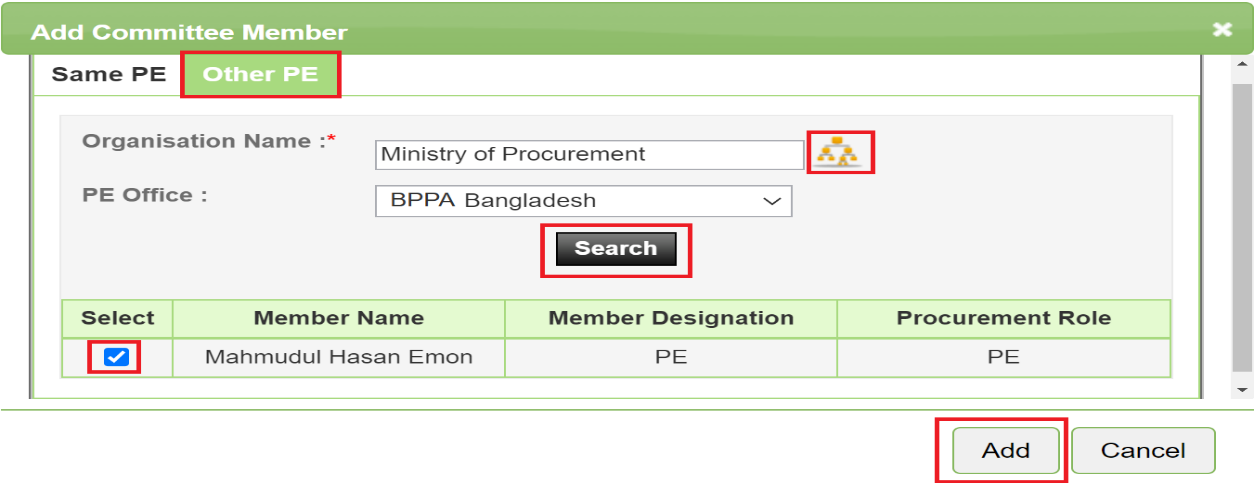 Add Committee Member
Same PE Other PE
Organisation Name :* Ministry of Procurement
PE Office : BPPA Bangladesh
Search
Select Member Name Member Designation Procurement Role
Mahmudul Hasan Emon PE PE
Add Cancel